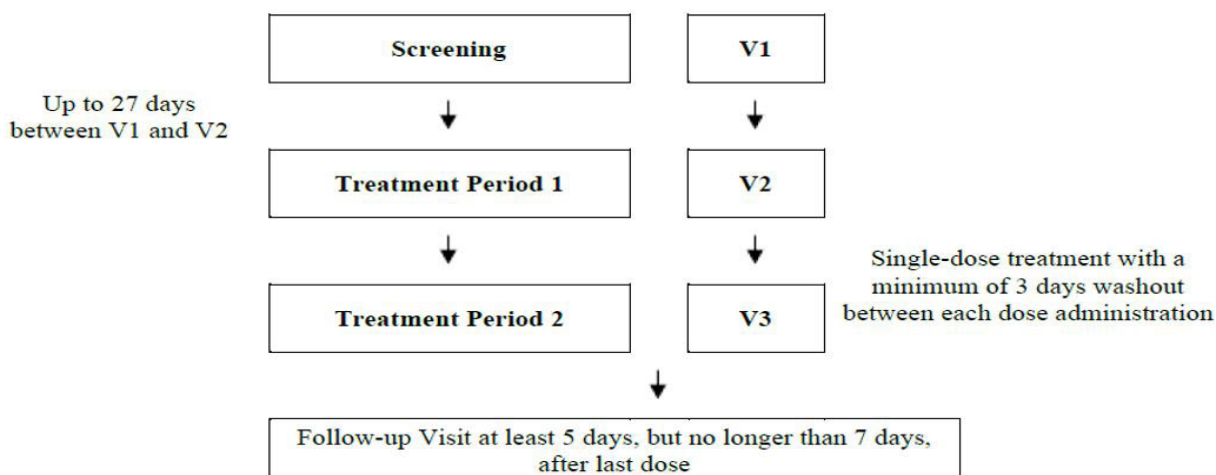 Screening
V1
Up to 27 days
between V1 and V2
Treatment Period 1
V2
Single-dose treatment with a
minimum of 3 days washout
between each dose administration
Treatment Period 2
V3
Follow-up Visit at least 5 days, but no longer than 7 days,
after last dose